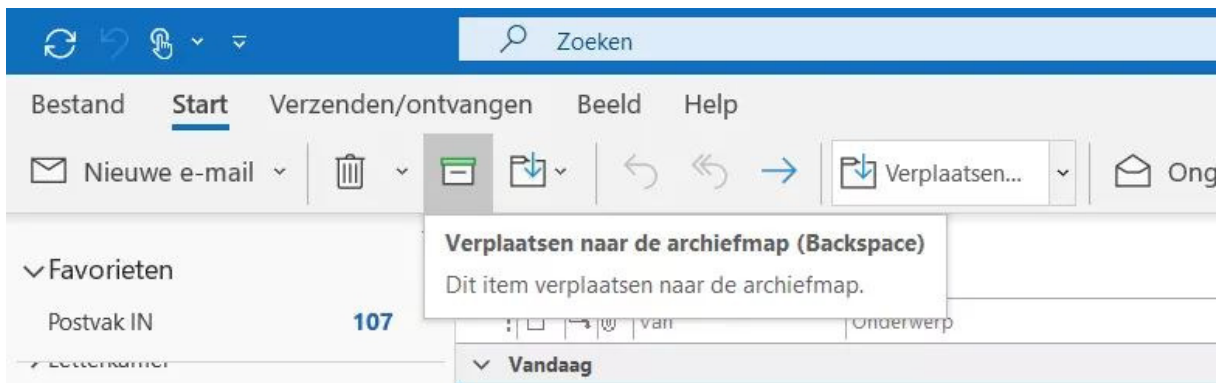 Zoeken
Bestand Start Verzenden/ontvangen Beeld Help
Nieuwe e-mail Verplaatsen... Ong
Verplaatsen naar de archiefmap (Backspace)
Dit item verplaatsen naar de archiefmap.
Favorieten
Postvak IN 107
Van Onderwerp
Letterkamer
Vandaag